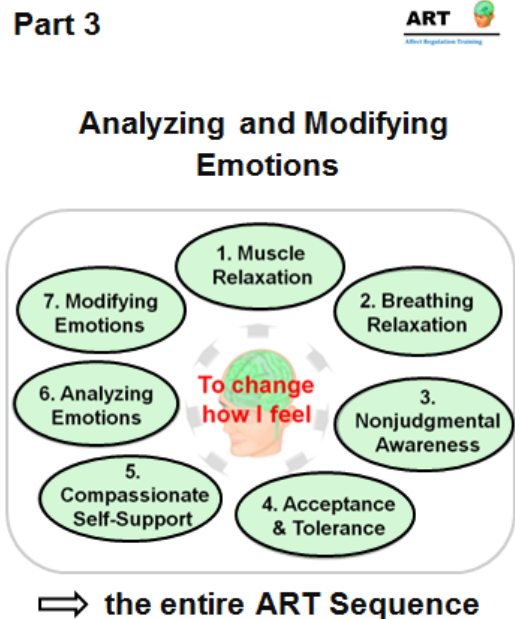 Part 3
ART
Affect Regulation Training
Analyzing and Modifying
Emotions
1. Muscle
Relaxation
2. Breathing
Relaxation
3.
Nonjudgmental
Awareness
4. Acceptance
& Tolerance
5.
Compassionate
Self-Support
6. Analyzing
Emotions
7. Modifying
Emotions
To change
how I feel
⇨ the entire ART Sequence